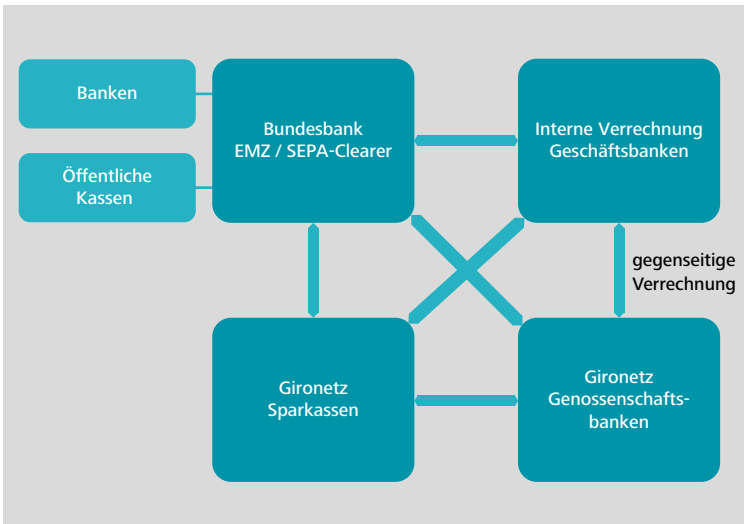 Banken
Öffentliche
Kassen
Bundesbank
EMZ / SEPA-Clearer
Interne Verrechnung
Geschäftsbanken
gegenseitige
Verrechnung
Gironetz
Sparkassen
Gironetz
Genossenschafts-
banken